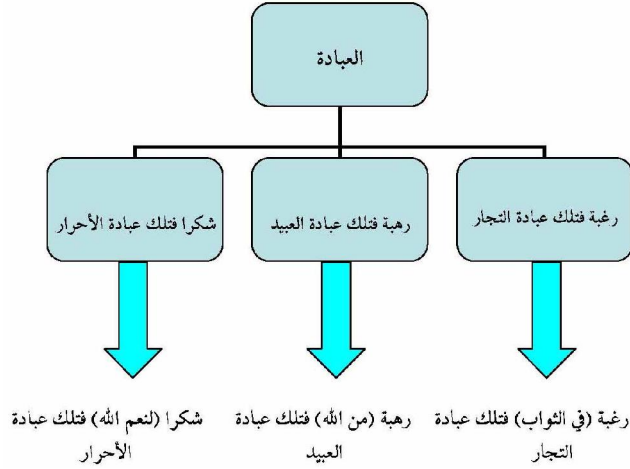 العبادة
رغبة فتلك عبادة التجار
رهبة فتلك عبادة العبيد
شكرا فتلك عبادة الأحرار
رغبة (في الثواب) فتلك عبادة
التجار
رهبة (من الله) فتلك عبادة
العبيد
شكرا (لنعم الله) فتلك عبادة
الأحرار